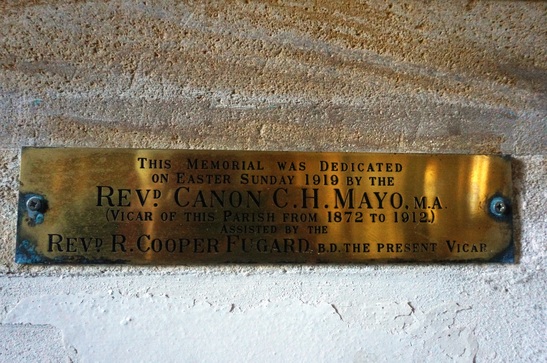 This Memorial was Dedicated
on Easter Sunday 1919 by the
Revd. Canon C.H. Mayo, M.A.
(Vicar of this Parish from 1872 to 1912,)
Assisted by the
Revd. R. Cooper Fugard, B.D. the present Vicar